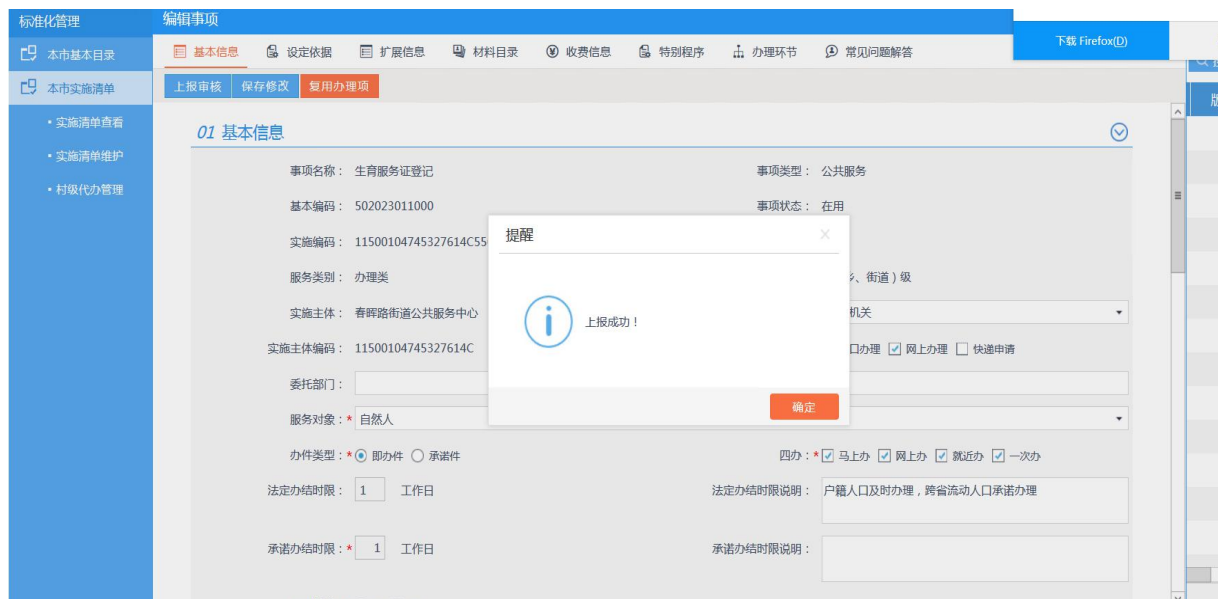 标准化管理
编辑事项
下载 Firefox(D)
本市基本目录
本市实施清单
• 实施清单查看
• 实施清单维护
• 村级代办管理
基本信息 设定依据 扩展信息 材料目录 收费信息 特别程序 办理环节 常见问题解答
上报审核 保存修改 复用办理项
01 基本信息
事项名称： 生育服务证登记 事项类型： 公共服务
基本编码： 502023011000 事项状态： 在用
实施编码： 11500104745327614C55
服务类别： 办理类 、街道）级
实施主体： 春晖路街道公共服务中心 机关
实施主体编码： 11500104745327614C 口办理 网上办理 快递申请
委托部门：
服务对象：* 自然人
办件类型：* 即办件 承诺件 四办：* 马上办 网上办 就近办 一次办
法定办结时限： 1 工作日 法定办结时限说明： 户籍人口及时办理，跨省流动人口承诺办理
承诺办结时限：* 1 工作日 承诺办结时限说明：
提醒
上报成功！
确定